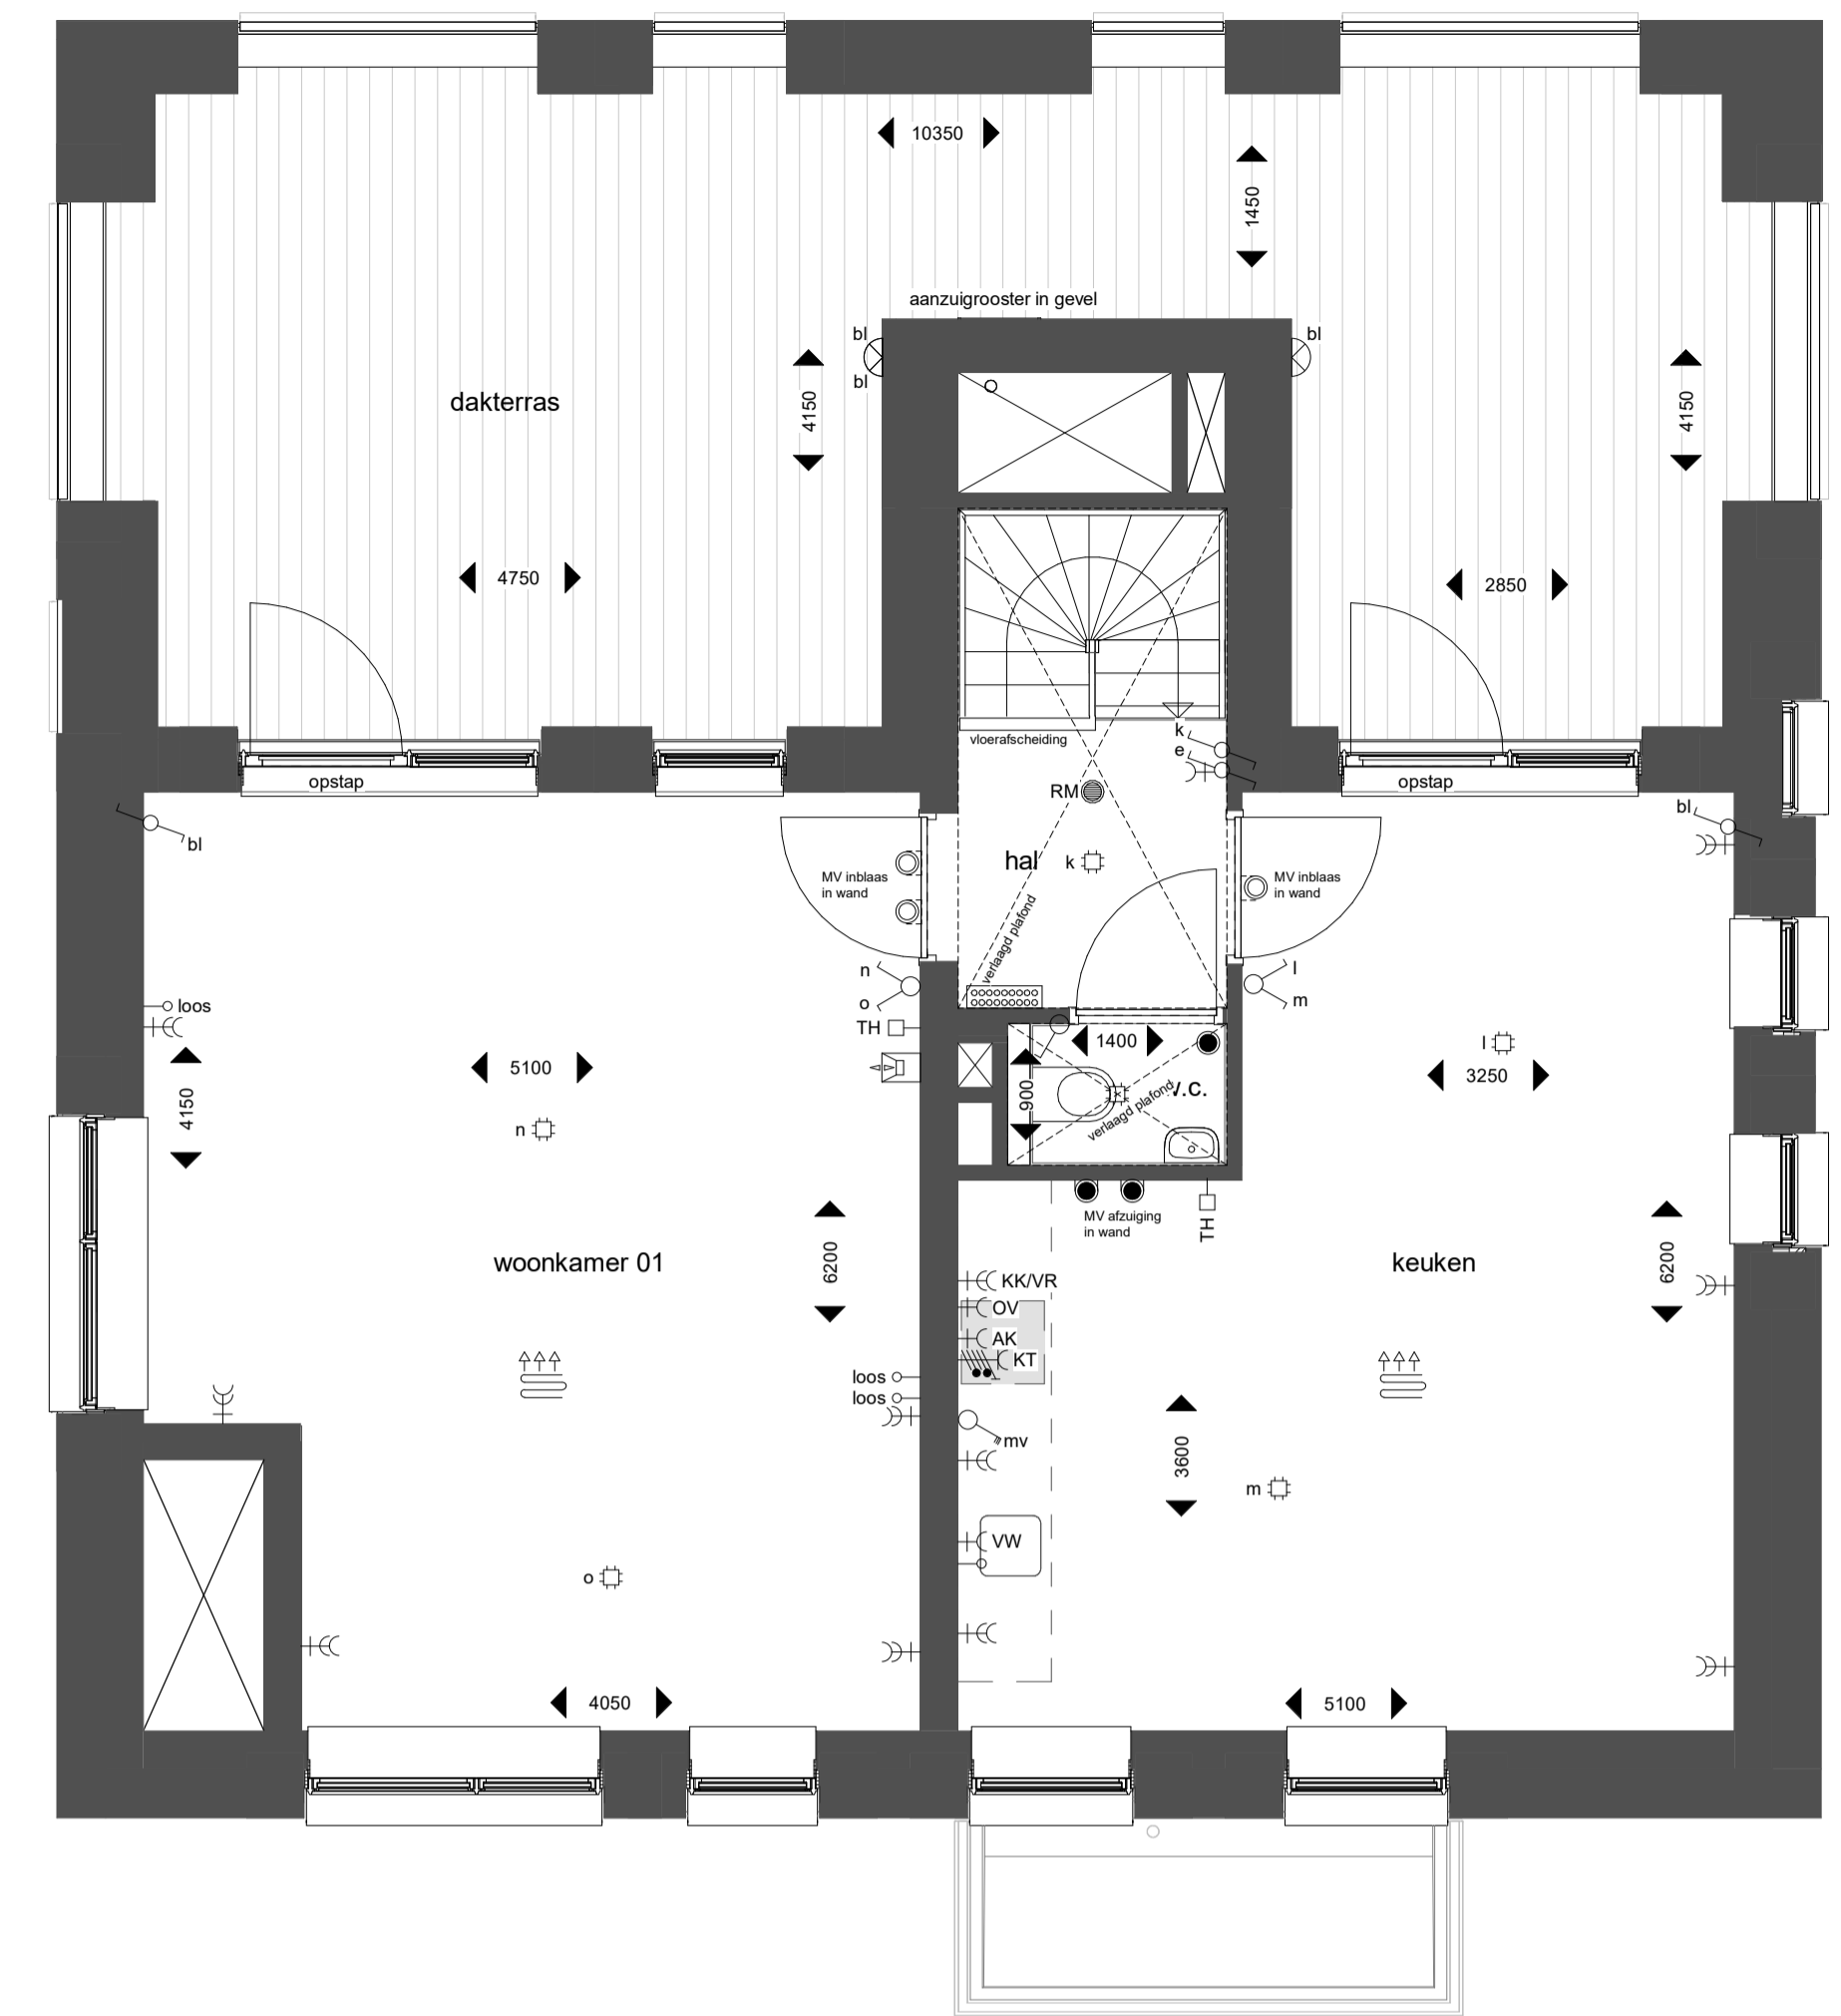 10350
1450
aanzuigrooster in gevel
bl
bl
bl
dakterras
4150
4150
4750
2850
vloerafscheiding
k
e
opstap
opstap
RM
bl
bl
hal
k
MV inblaas
in wand
MV inblaas
in wand
verlaagd plafond
n
o
l
m
loos
TH
1400
l
5100
3250
4150
900
.C.
verlaagd plafond
n
MV afzuiging
in wand
TH
woonkamer 01
6200
keuken
6200
KK/VR
OV
AK
KT
loos
loos
mv
3600
m
VW
o
4050
5100